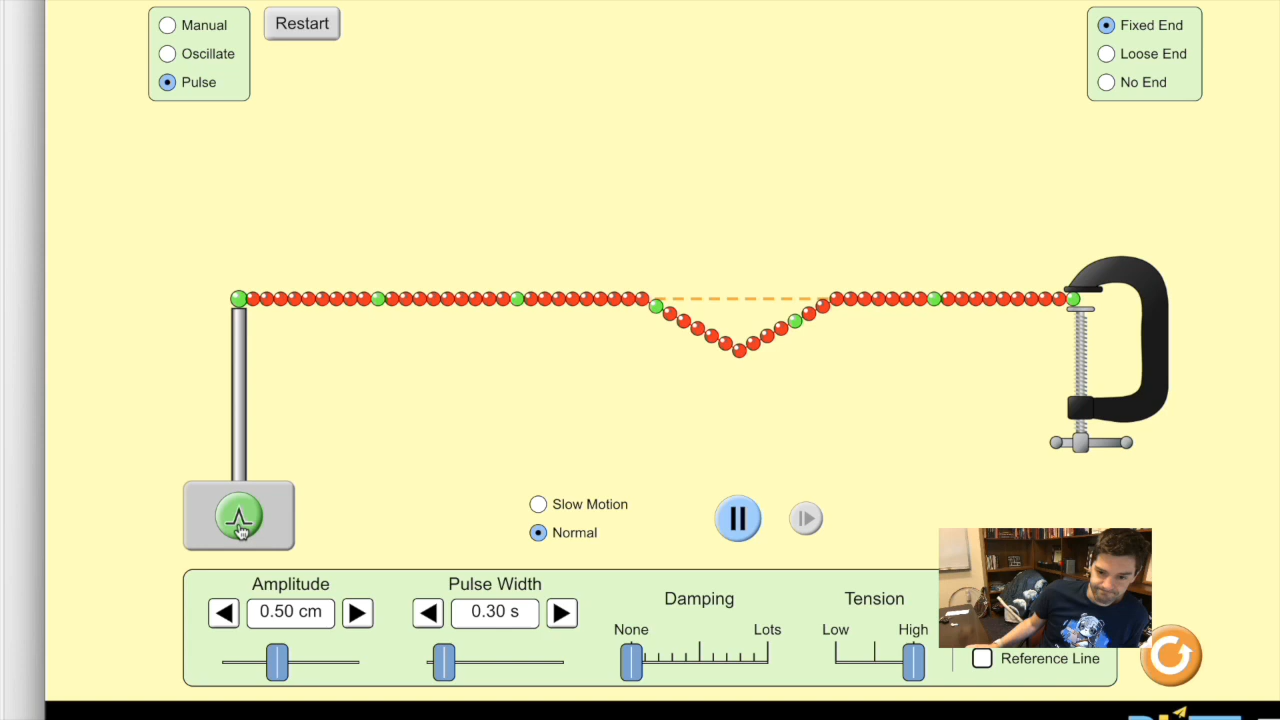 Manual
Oscillate
Pulse
Restart
Fixed End
Loose End
No End
Slow Motion
Normal
Amplitude
0.50 cm
Pulse Width
0.30 s
Damping
None
Lots
Tension
Low
High
Reference Line